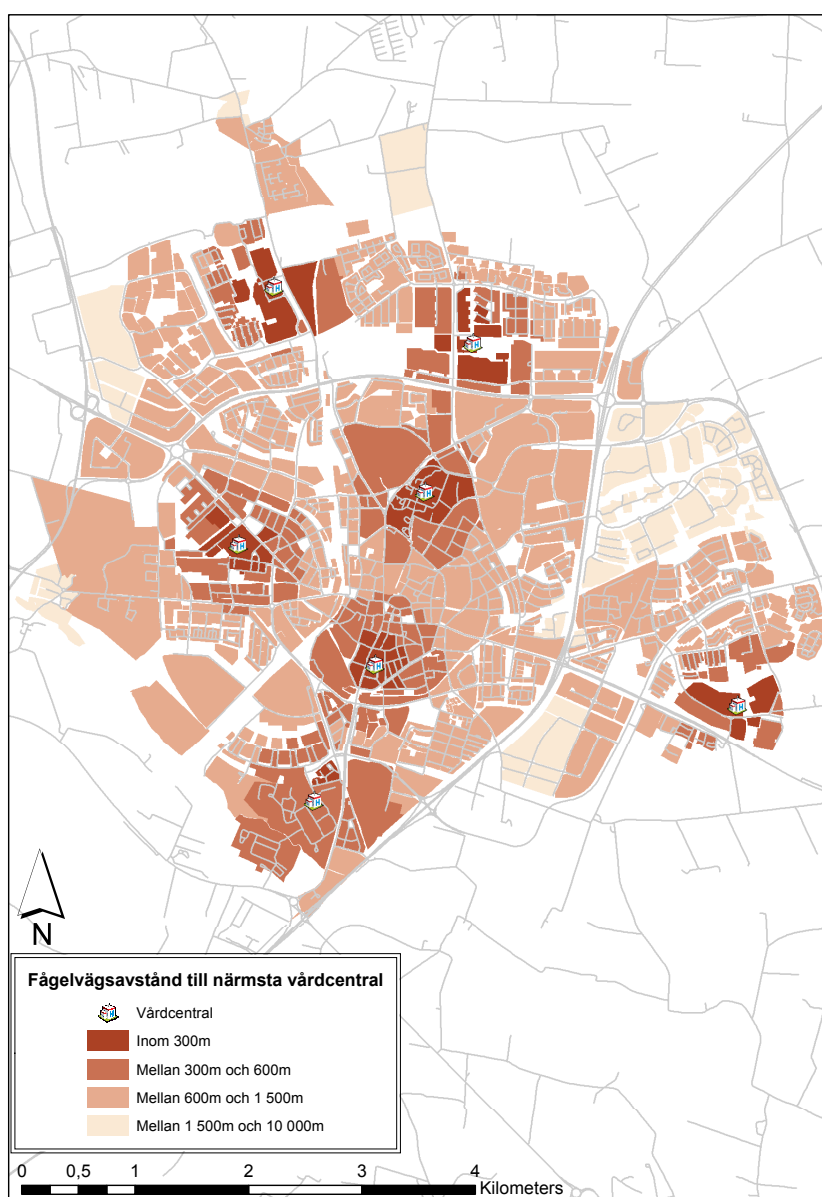 N
Fågelvägsavstånd till närmsta vårdcentral
Vårdcentral
Inom 300m
Mellan 300m och 600m
Mellan 600m och 1 500m
Mellan 1 500m och 10 000m
0 0,5 1 2 3 4
Kilometers